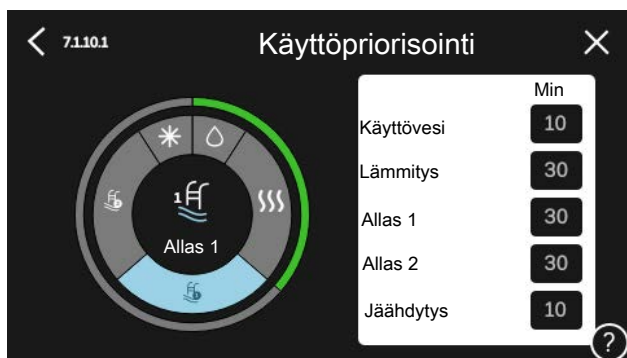 7.1.10.1
Käyttöpriorisointi
1
Allas 1
Min
Käyttövesi 10
Lämmitys 30
Allas 1 30
Allas 2 30
Jäähdytys 10
?